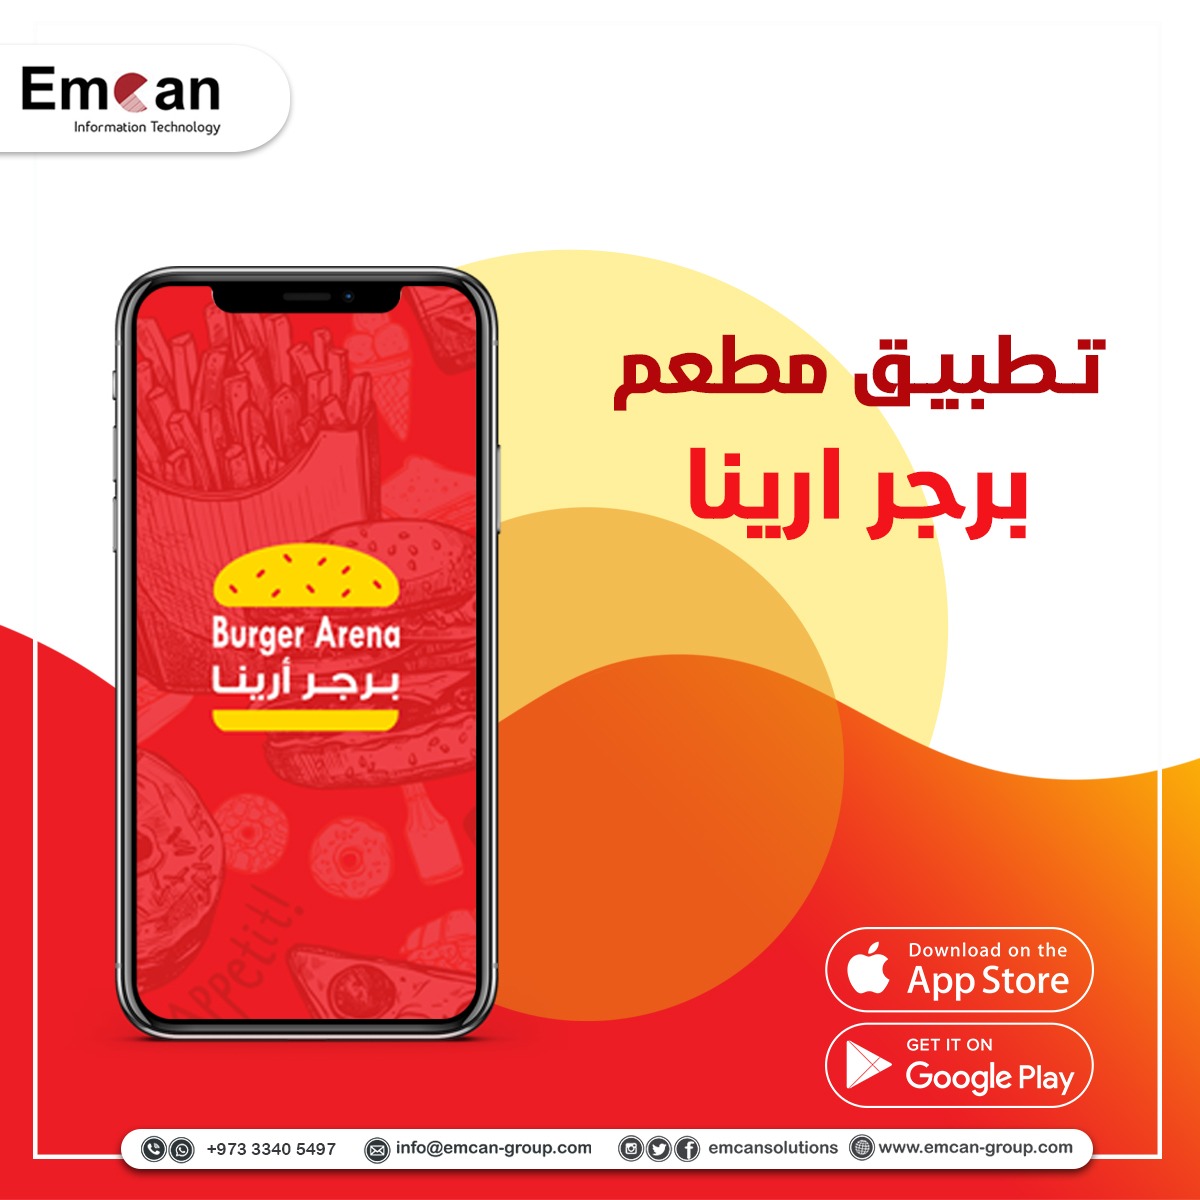 Emcan
Information Technology
تطبيق مطعم
برجر ارينا
Burger Arena
برجر أرينا
Appetit!
Download on the
App Store
GET IT ON
Google Play
+973 3340 5497
info@emcan-group.com
emcansolutions
www.emcan-group.com